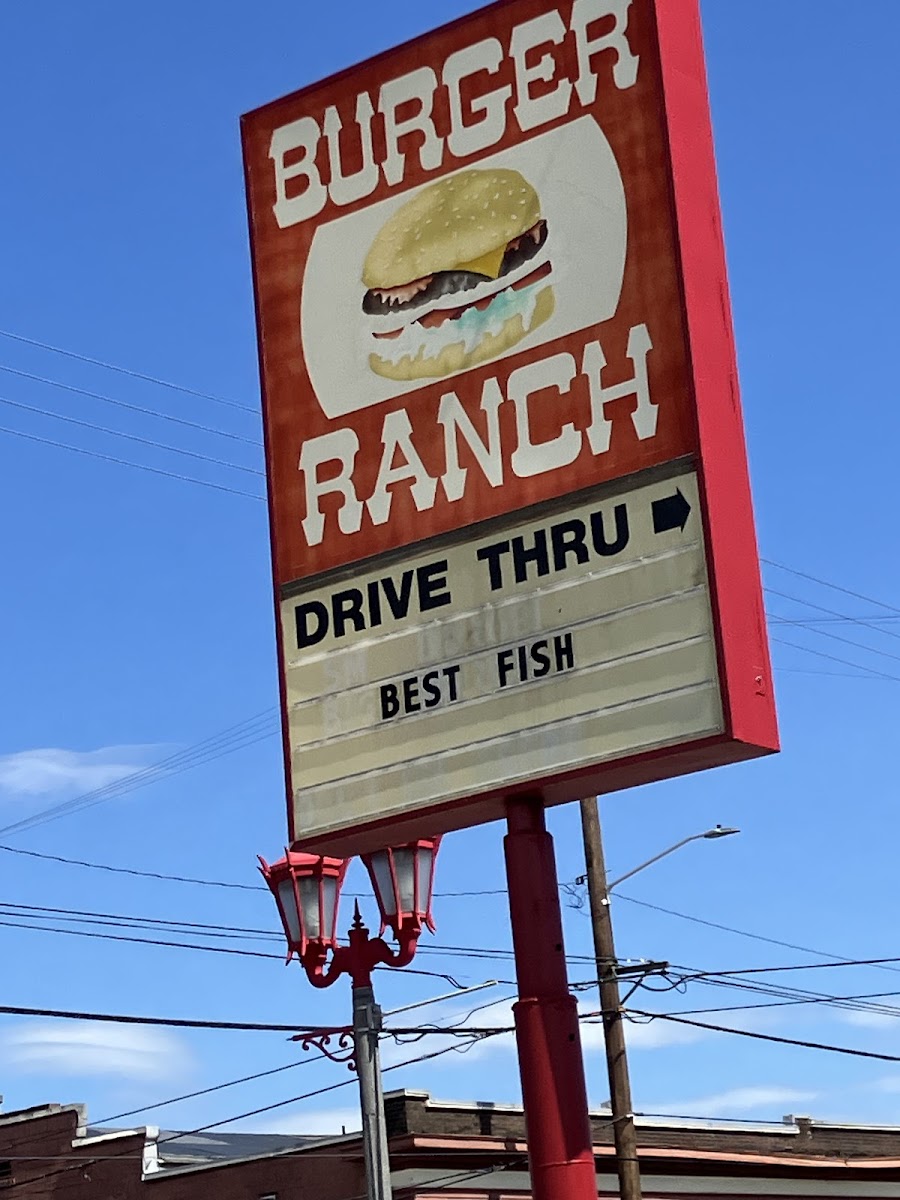 BURGER
RANCH
DRIVE THRU
BEST FISH